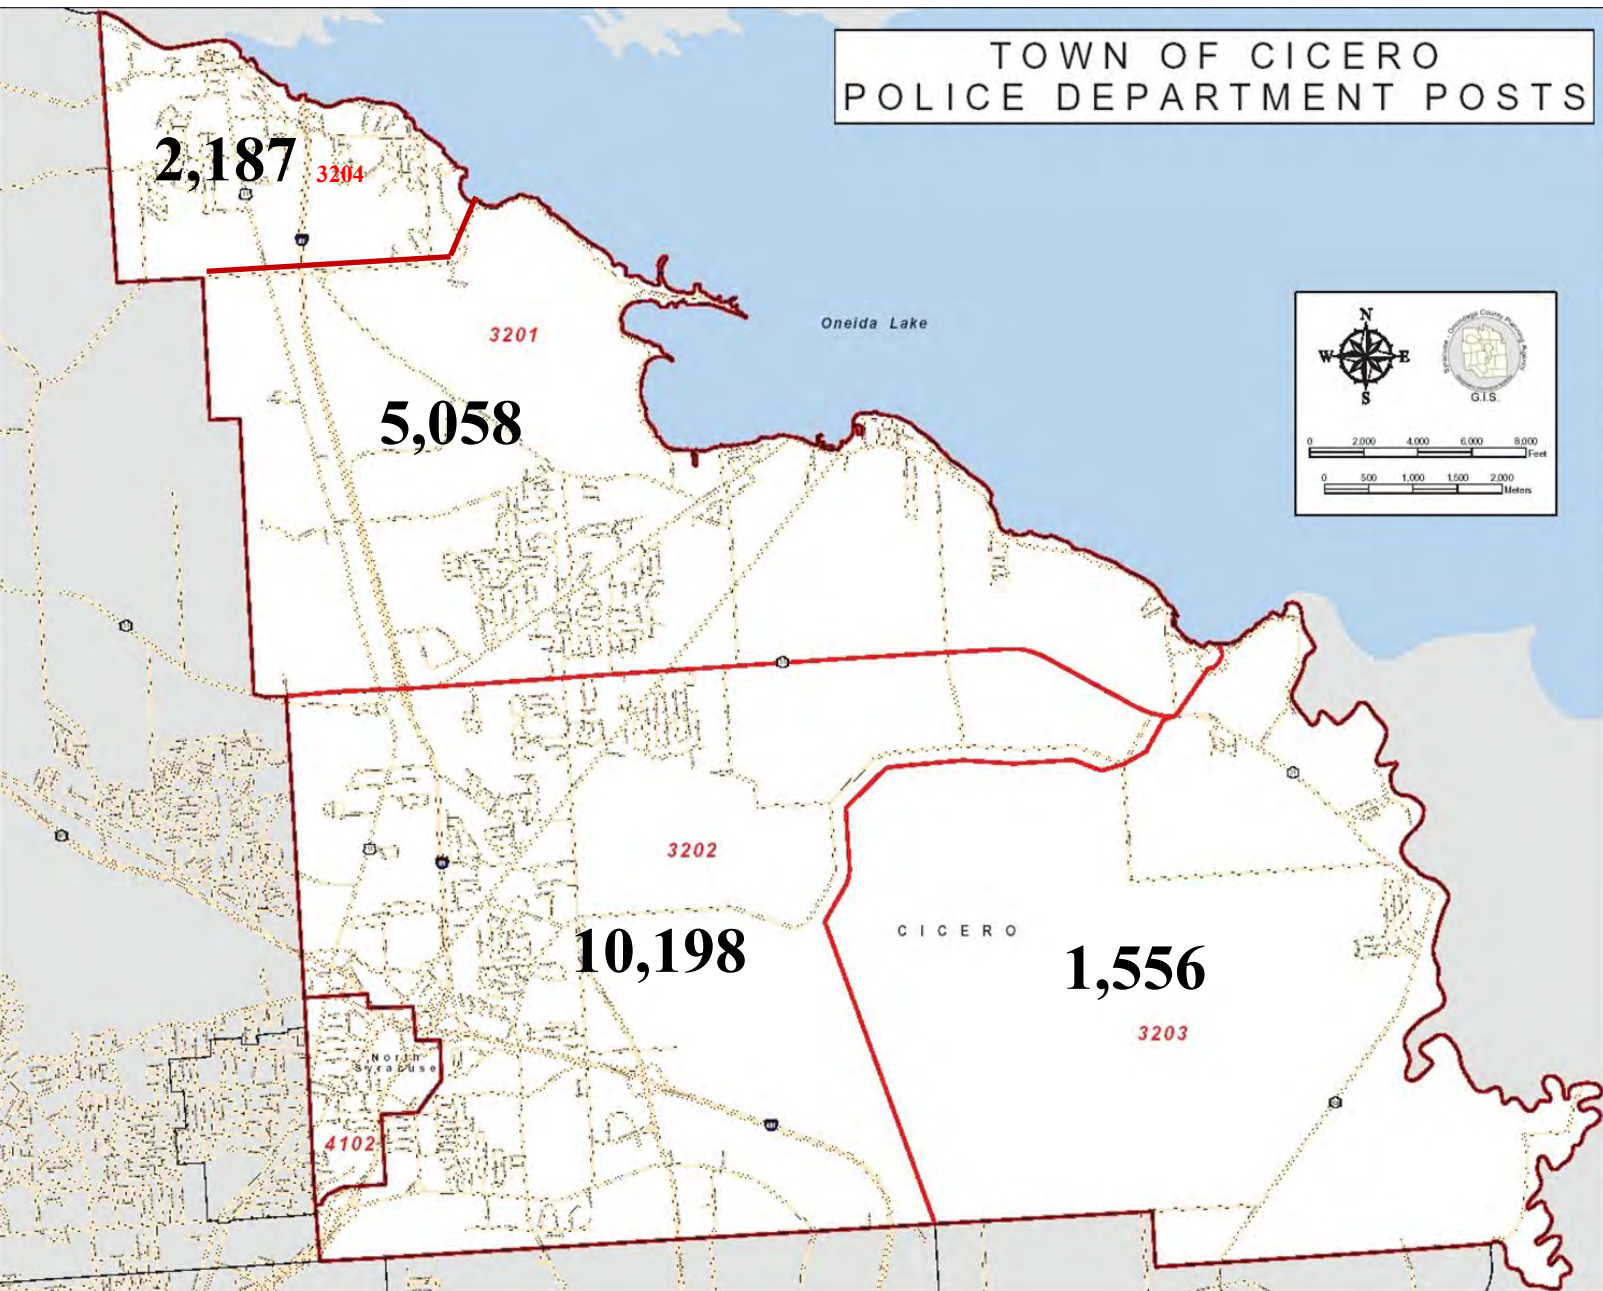 TOWN OF CICERO
POLICE DEPARTMENT POSTS
2,187
3204
3201
Oneida Lake
5,058
N
W E
S
G.I.S.
0 2,000 4,000 6,000 8,000
Feet
0 500 1,000 1,500 2,000
Meters
3202
CICERO
10,198
1,556
3203
North
Syracuse
4102